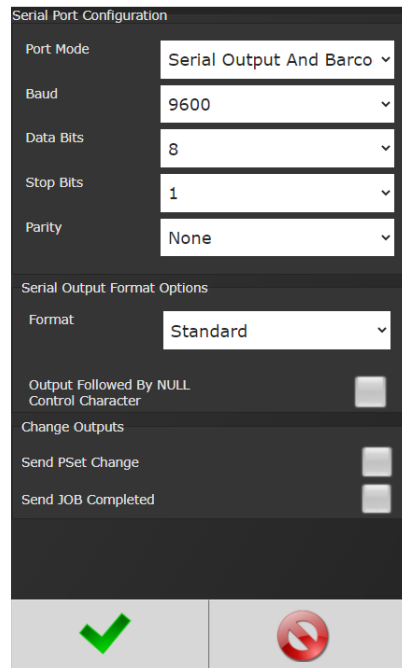 Serial Port Configuration
Port Mode
Serial Output And Barco
Baud
9600
Data Bits
8
Stop Bits
1
Parity
None
Serial Output Format Options
Format
Standard
Output Followed By NULL
Control Character
Change Outputs
Send PSet Change
Send JOB Completed